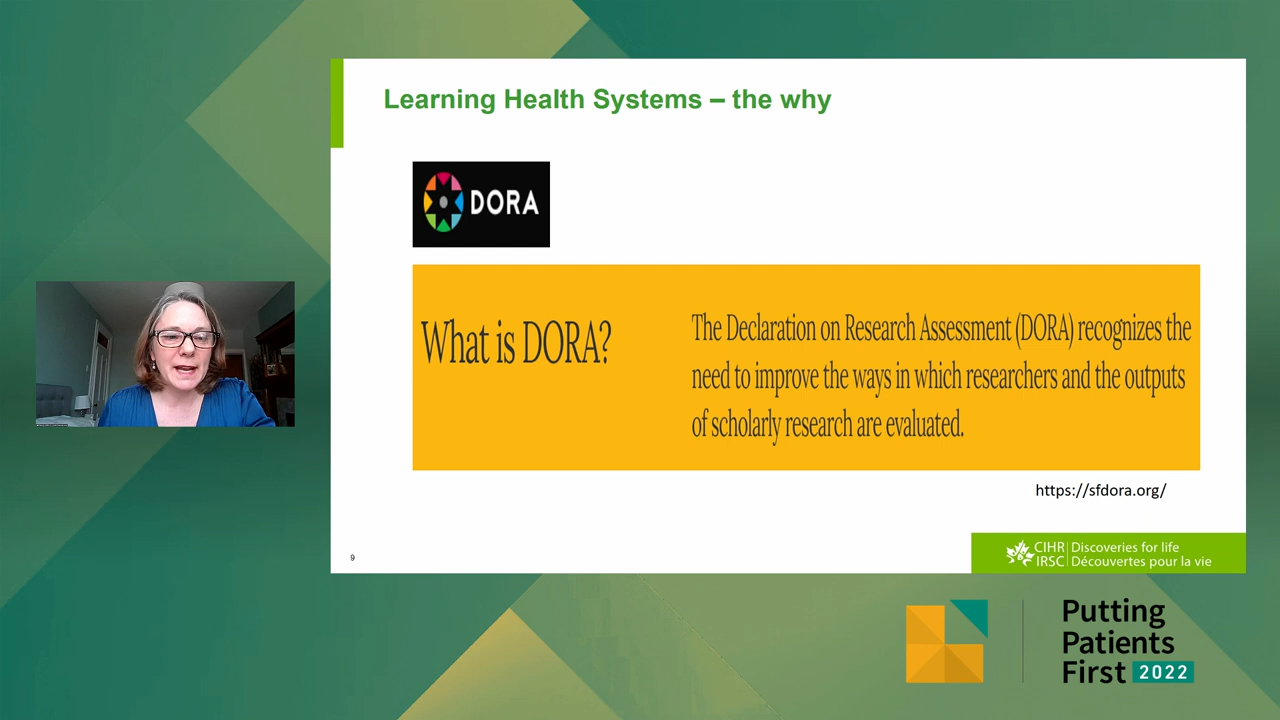 Learning Health Systems – the why
DORA
What is DORA?
The Declaration on Research Assessment (DORA) recognizes the
need to improve the ways in which researchers and the outputs
of scholarly research are evaluated.
https://sfdora.org/
9
CIHR
IRSC
Discoveries for life
Découvertes pour la vie
Putting
Patients
First 2022